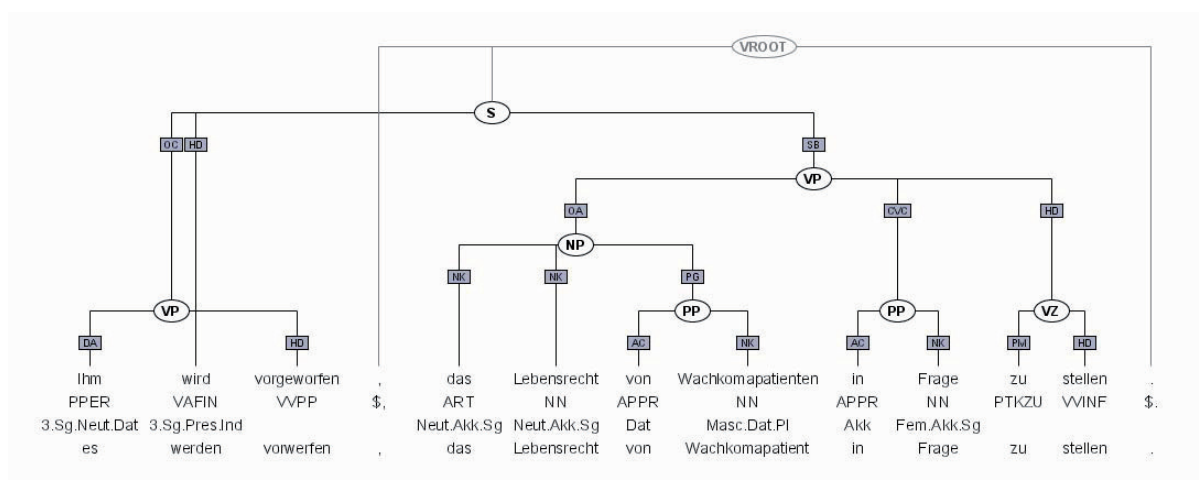 VROOT
S
OC HD SB
VP
OA CVC HD
NP
NK NK PG
VP PP PP VZ
DA HD AC NK AC NK PM HD
Ihm wird vorgeworfen , das Lebensrecht von Wachkomapatienten in Frage zu stellen .
PPER VAFIN VVPP $, ART NN APPR NN APPR NN PTKZU VVINF $.
3.Sg.Neut.Dat 3.Sg.Pres.Ind Neut.Akk.Sg Neut.Akk.Sg Dat Masc.Dat.Pl Akk Fem.Akk.Sg
es werden vorwerfen , das Lebensrecht von Wachkomapatient in Frage zu stellen .